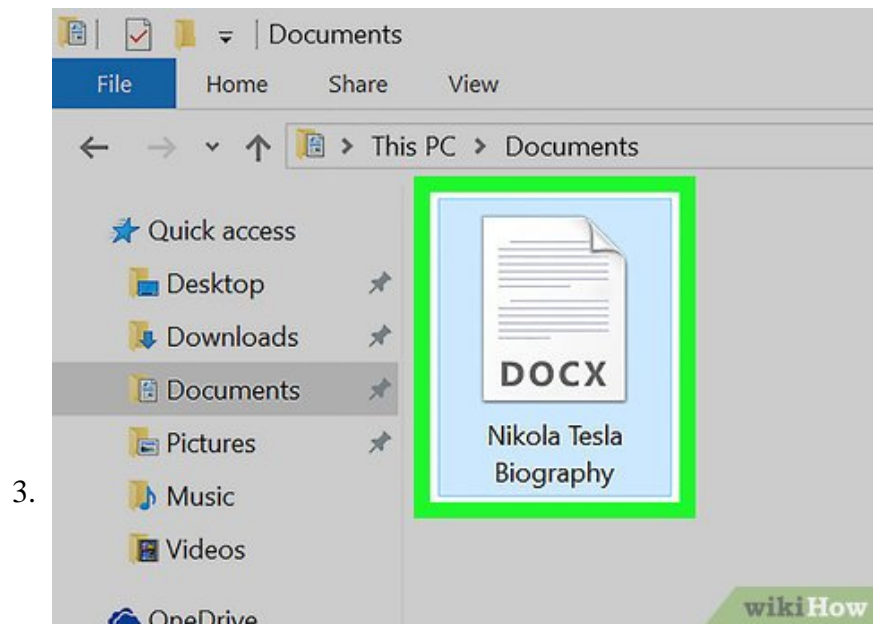 Documents
File Home Share View
This PC > Documents
Quick access
Desktop
Downloads
Documents
Pictures
Music
Videos
OneDrive
DOCX
Nikola Tesla
Biography
3.
wikiHow